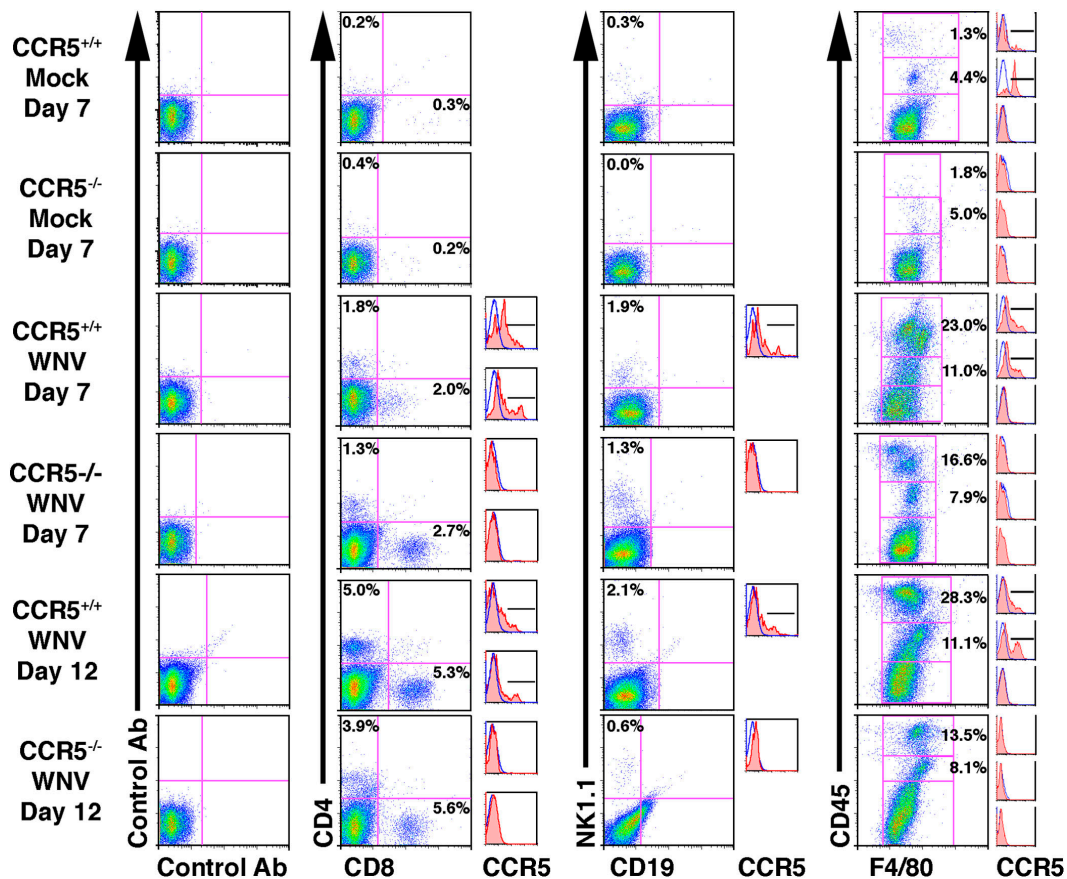 CCR5+/+
Mock
Day 7
0.2%
0.3%
0.3%
1.3%
4.4%
CCR5-/-
Mock
Day 7
0.4%
0.2%
0.0%
1.8%
5.0%
CCR5+/+
WNV
Day 7
1.8%
2.0%
1.9%
23.0%
11.0%
CCR5-/-
WNV
Day 7
1.3%
2.7%
1.3%
16.6%
7.9%
CCR5+/+
WNV
Day 12
5.0%
5.3%
2.1%
28.3%
11.1%
CCR5-/-
WNV
Day 12
3.9%
5.6%
0.6%
13.5%
8.1%
Control Ab
CD4
NK1.1
CD45
Control Ab
CD8
CCR5
CD19
CCR5
F4/80
CCR5